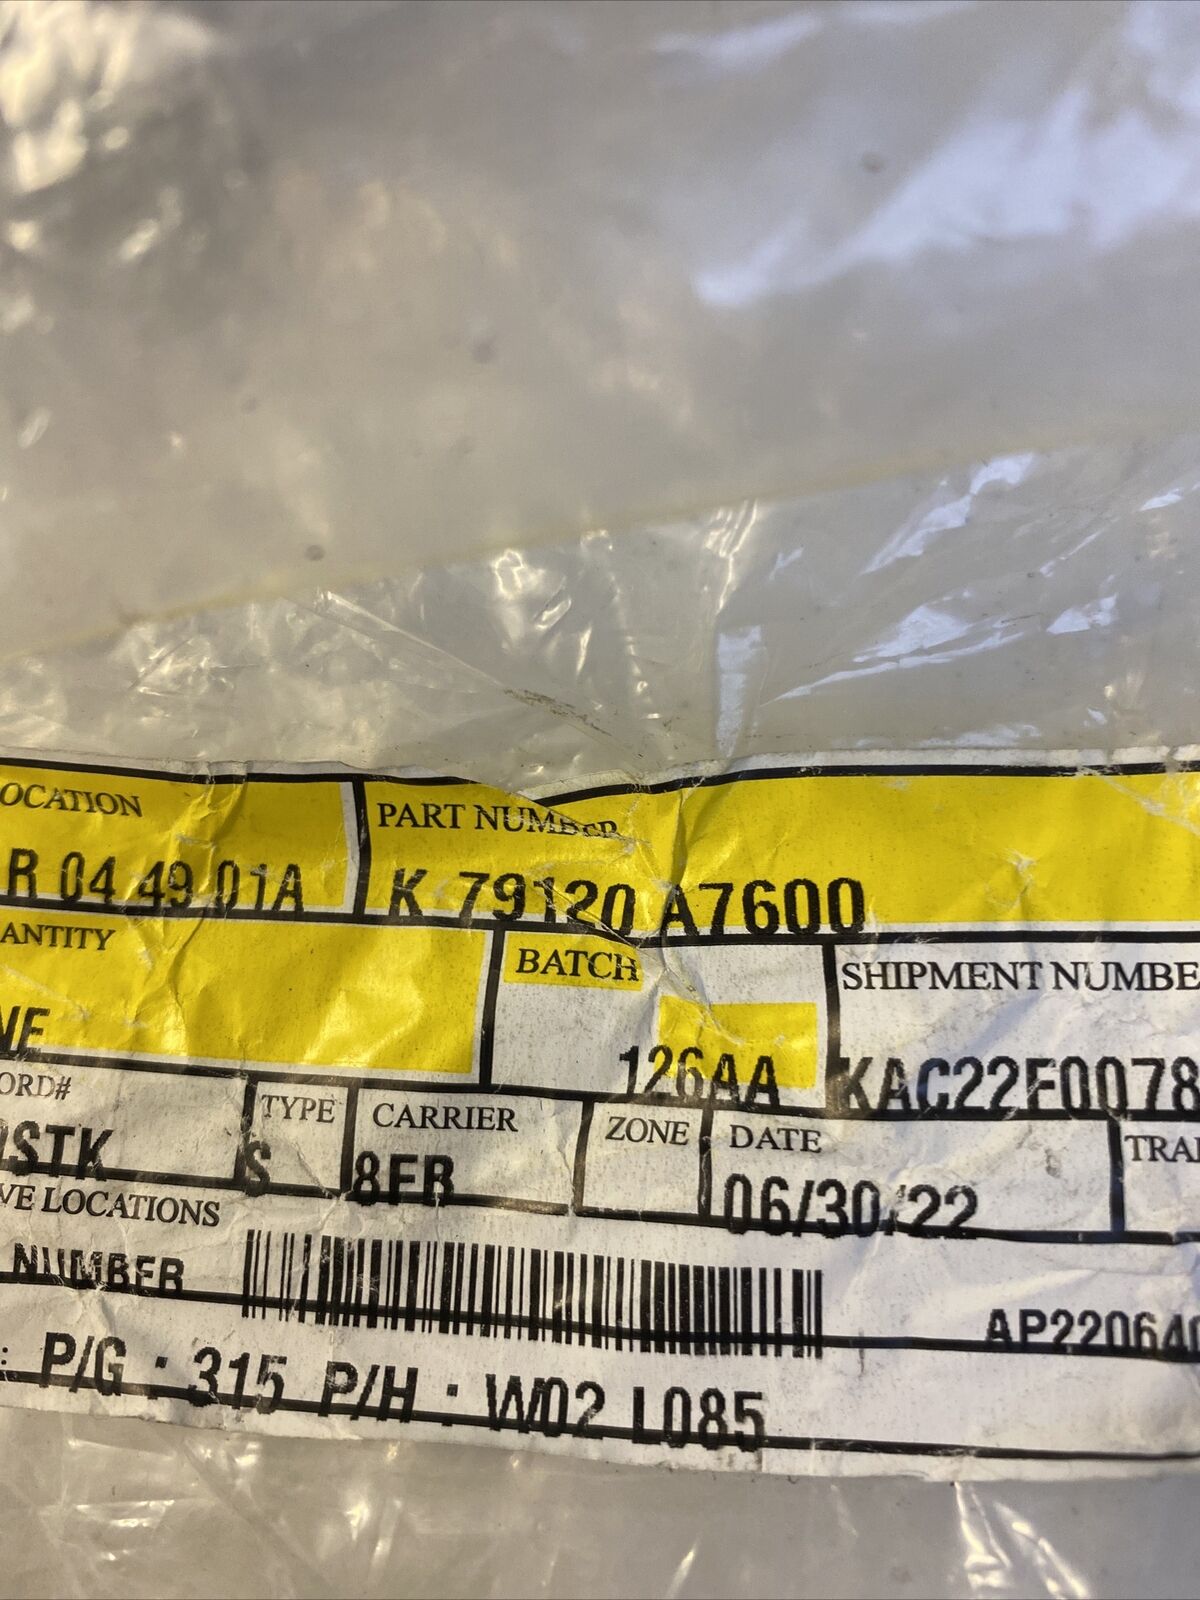 OCATION
PART NUMBER
R 04 49 01A
K 79120 A7600
ANTITY
BATCH
SHIPMENT NUMBE
NE
126AA
KAC22F0078
ORD#
TYPE
CARRIER
ZONE
DATE
TRA
STK
S
8FB
06/30/22
VE LOCATIONS
NUMBER
AP220640
: P/G : 315 P/H : W02 L085